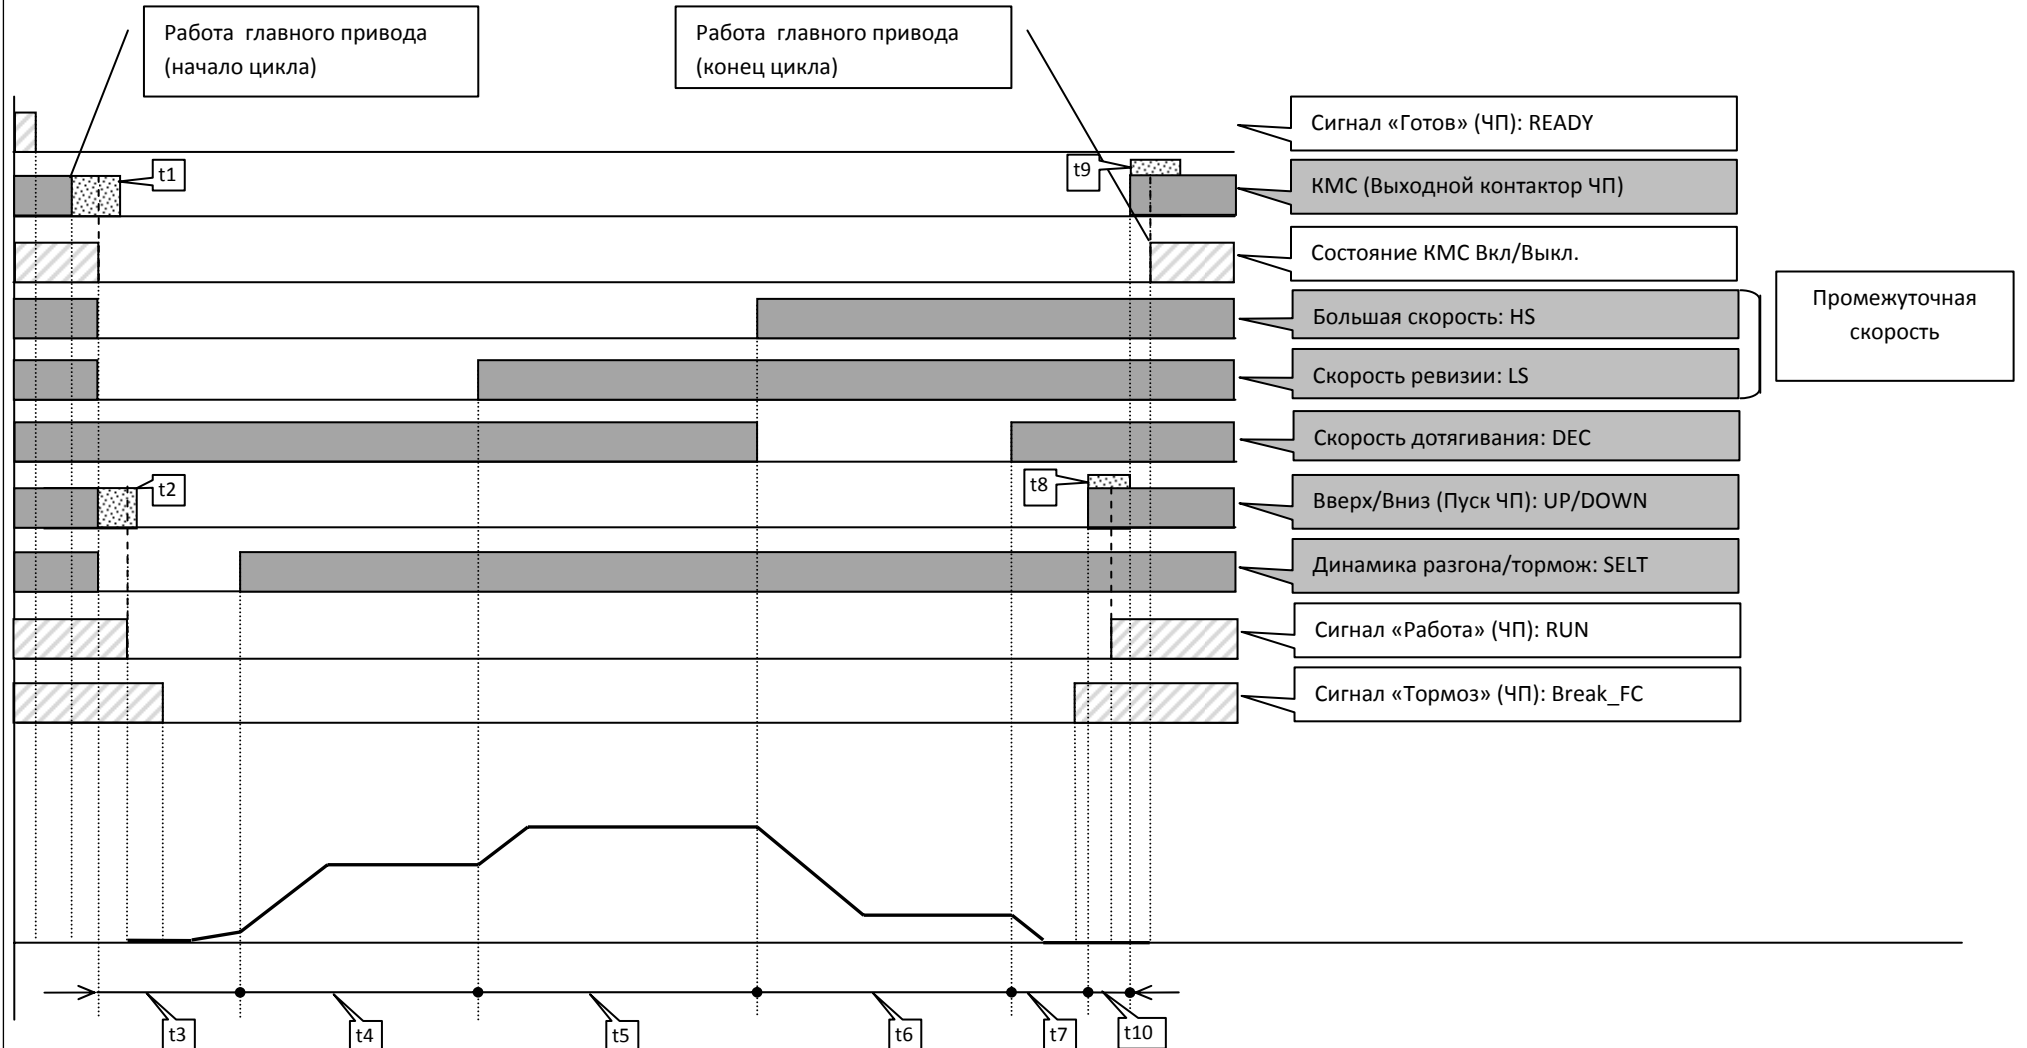 Работа главного привода
(начало цикла)
Работа главного привода
(конец цикла)
Сигнал «Готов» (ЧП): READY
t1
t9
КМС (Выходной контактор ЧП)
Состояние КМС Вкл/Выкл.
Большая скорость: HS
Промежуточная
скорость
Скорость ревизии: LS
Скорость дотягивания: DEC
t2
t8
Вверх/Вниз (Пуск ЧП): UP/DOWN
Динамика разгона/тормож: SELT
Сигнал «Работа» (ЧП): RUN
Сигнал «Тормоз» (ЧП): Break_FC
t3
t4
t5
t6
t7
t10